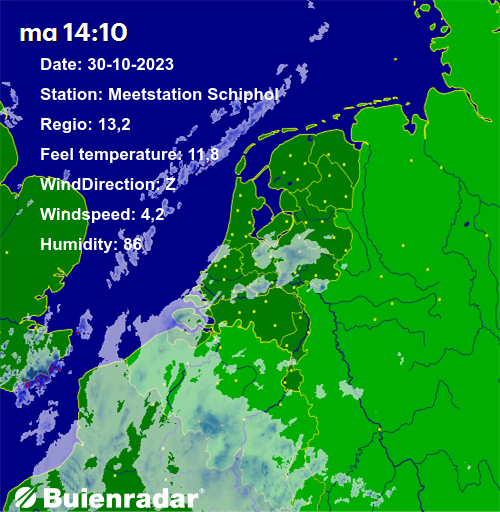 ma 14:10
Date: 30-10-2023
Station: Meetstation Schiphol
Regio: 13,2
Feel temperature: 11,8
WindDirection: Z
Windspeed: 4,2
Humidity: 86
Buienradar